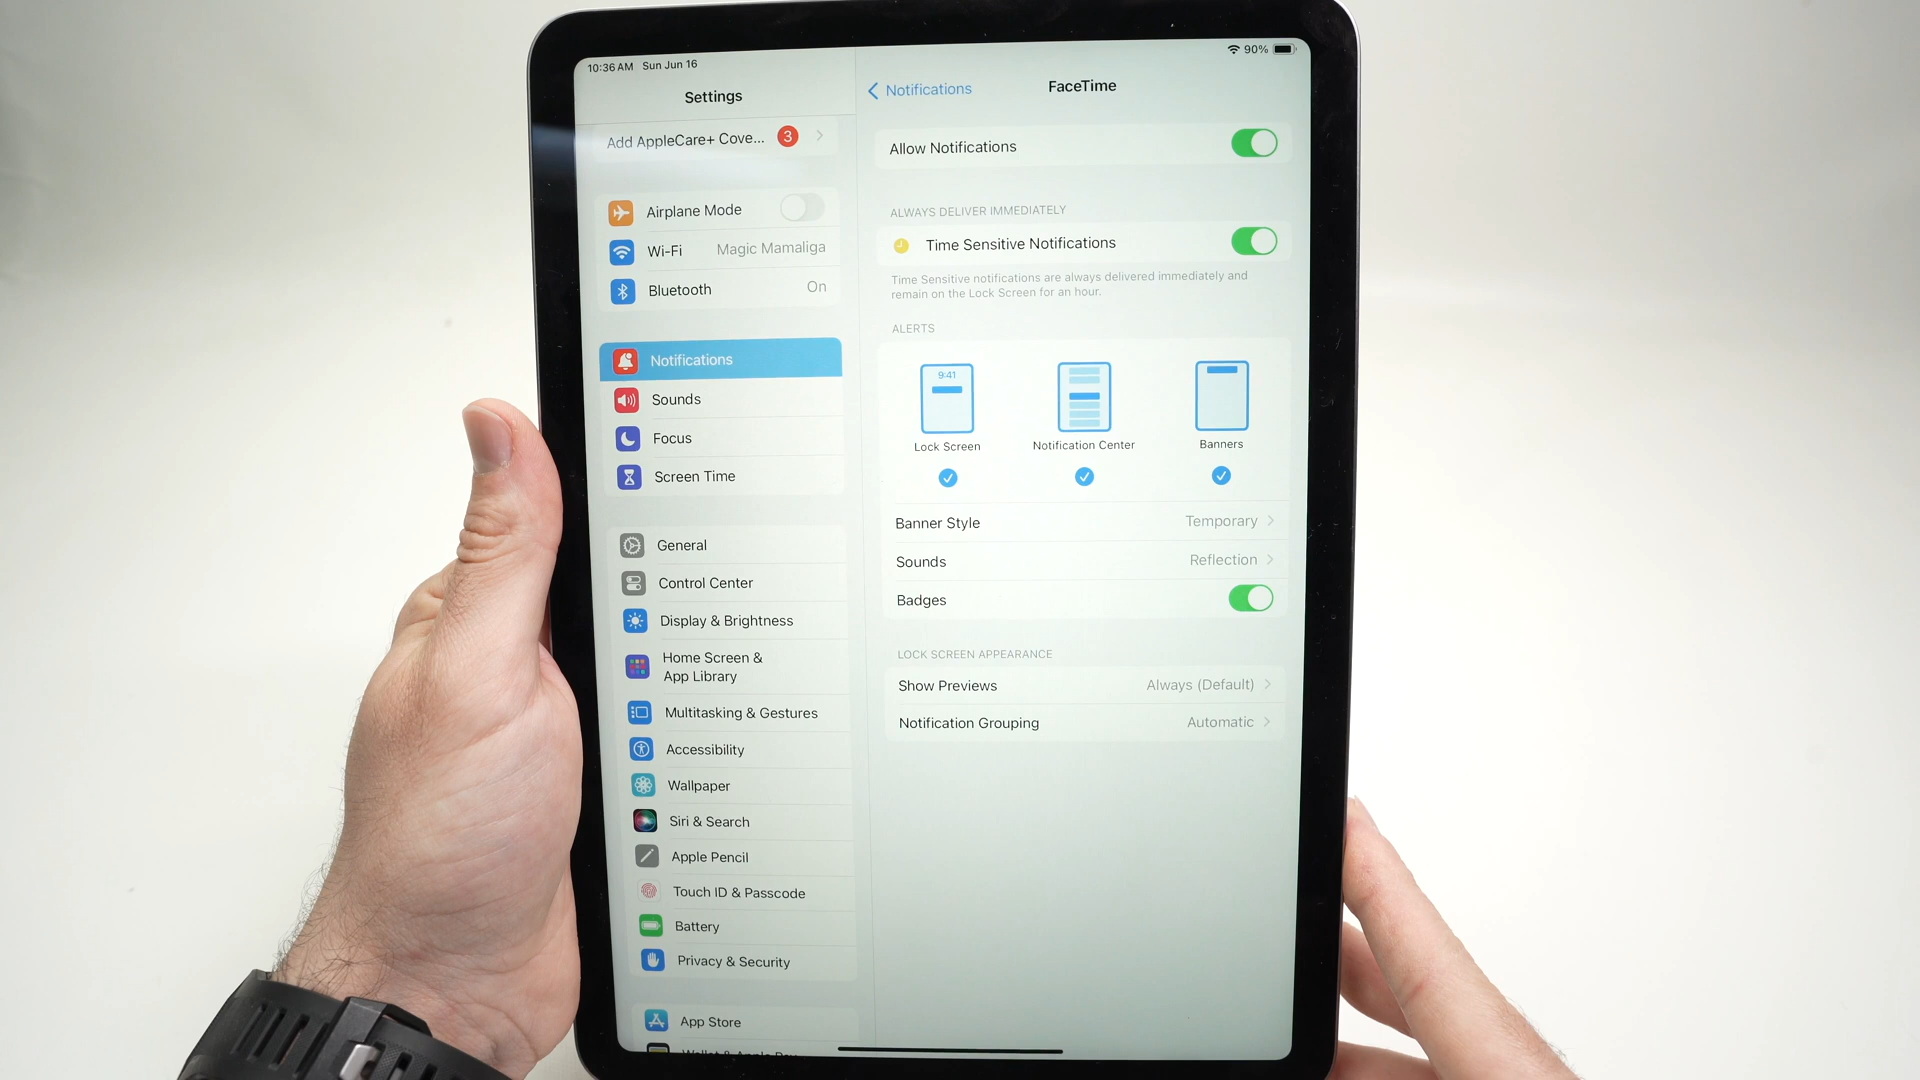 10:36 AM Sun Jun 16
90%
Settings
Add AppleCare+ Cove... 3
Airplane Mode
Wi-Fi Magic Mamaliga
Bluetooth On
Notifications
Sounds
Focus
Screen Time
General
Control Center
Display & Brightness
Home Screen &
App Library
Multitasking & Gestures
Accessibility
Wallpaper
Siri & Search
Apple Pencil
Touch ID & Passcode
Battery
Privacy & Security
App Store
Wallet & Apple Pay
Notifications FaceTime
Allow Notifications
ALWAYS DELIVER IMMEDIATELY
Time Sensitive Notifications
Time Sensitive notifications are always delivered immediately and
remain on the Lock Screen for an hour.
ALERTS
9:41
Lock Screen Notification Center Banners
Banner Style Temporary
Sounds Reflection
Badges
LOCK SCREEN APPEARANCE
Show Previews Always (Default)
Notification Grouping Automatic